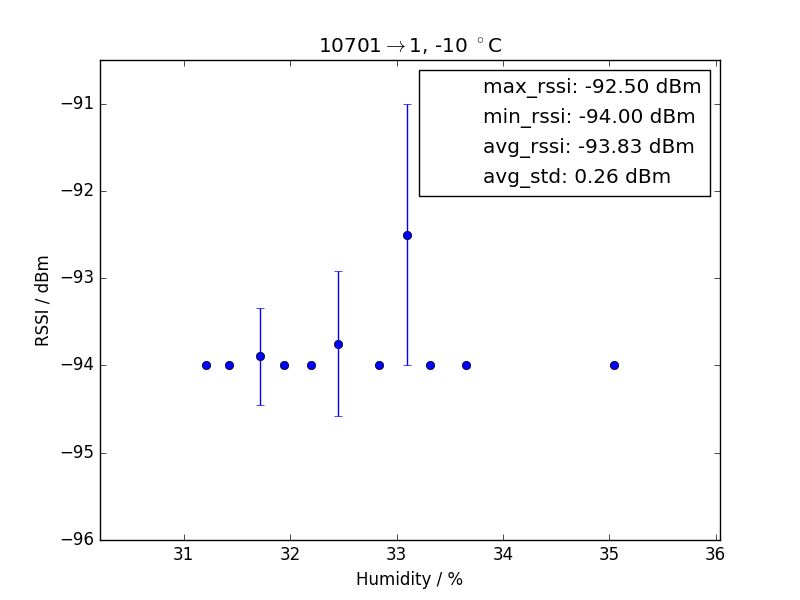 10701→1, -10 °C
max_rssi: -92.50 dBm
min_rssi: -94.00 dBm
avg_rssi: -93.83 dBm
avg_std: 0.26 dBm
−91
−92
−93
−94
−95
−96
RSSI / dBm
31 32 33 34 35 36
Humidity / %